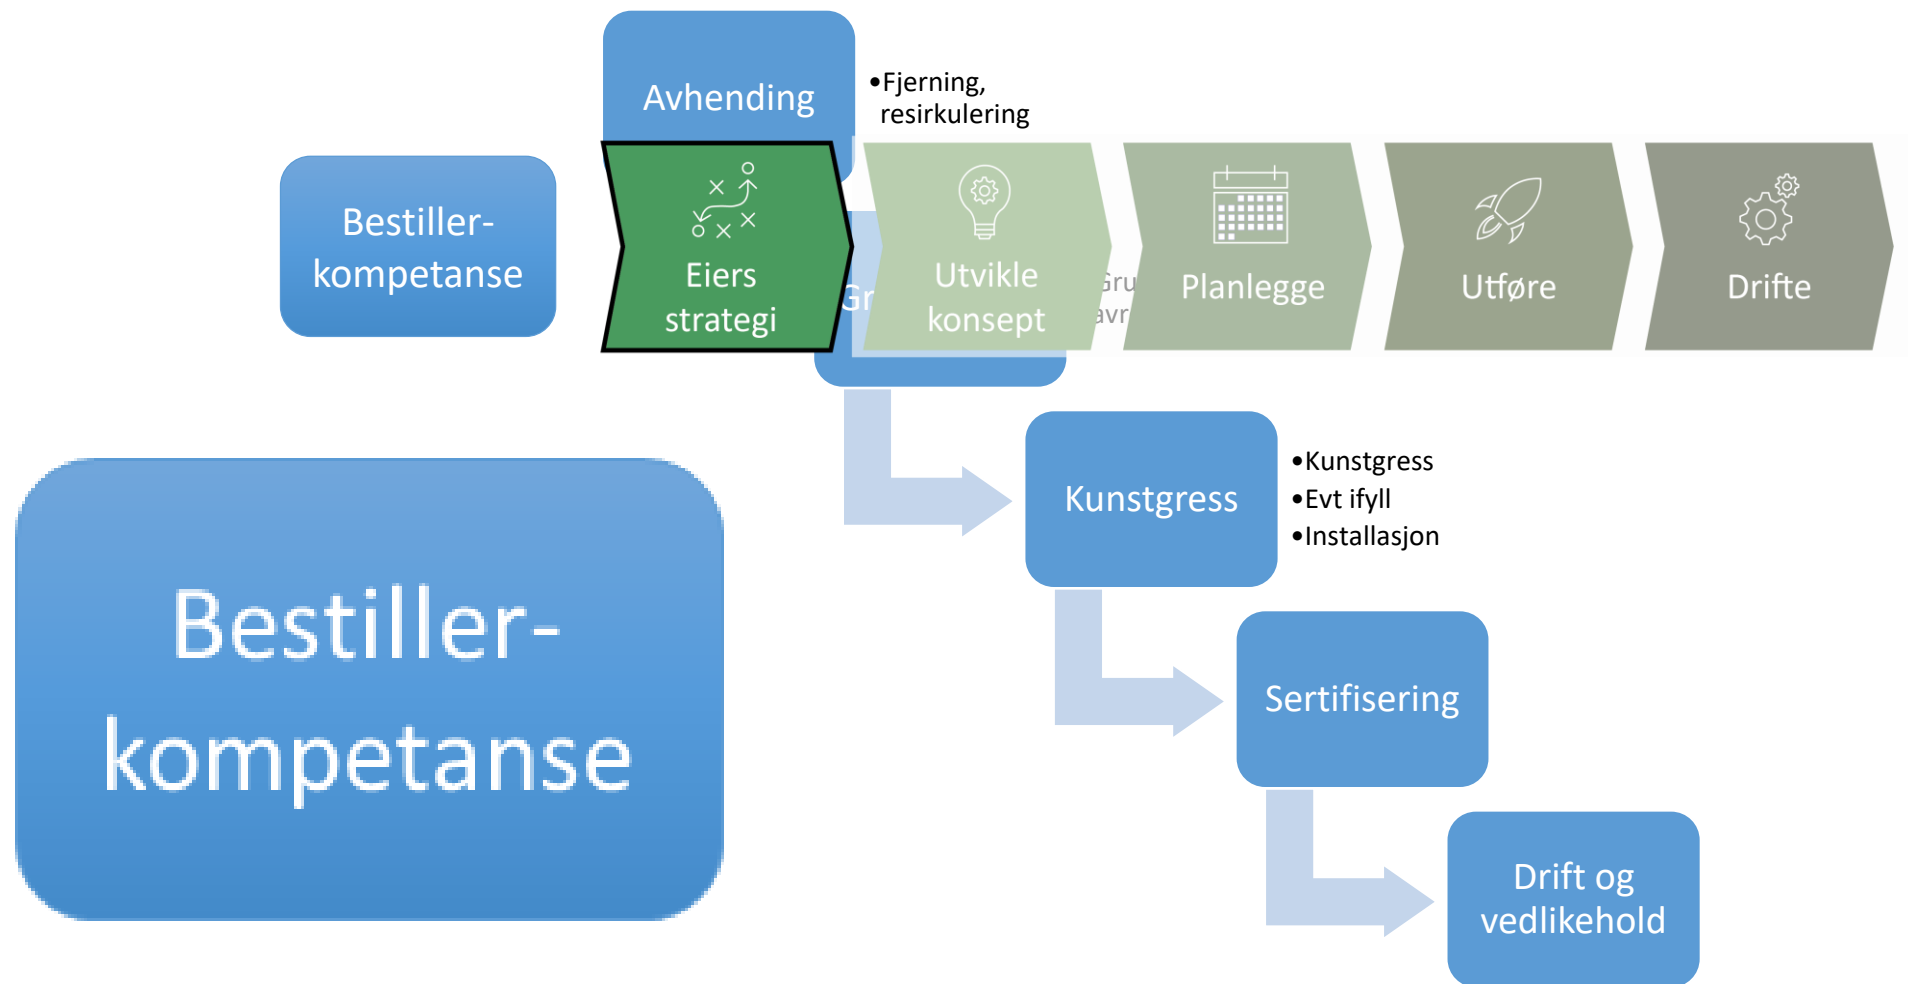 Avhending
•Fjerning,
resirkulering
Bestiller-
kompetanse
Eiers
strategi
Utvikle
konsept
Planlegge
Utføre
Drifte
Kunstgress
•Kunstgress
•Evt ifyll
•Installasjon
Bestiller-
kompetanse
Sertifisering
Drift og
vedlikehold